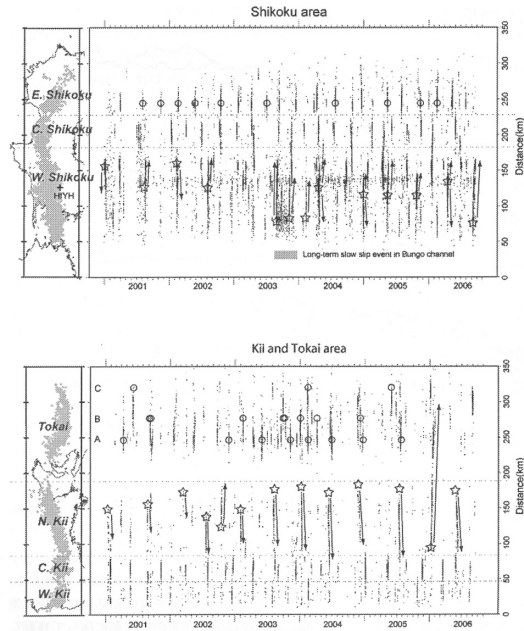 Shikoku area
E. Shikoku
C. Shikoku
W. Shikoku
HIYH
Long-term slow slip event in Bungo channel
350
300
250
200
150
100
50
0
Distance(km)
2001 2002 2003 2004 2005 2006
Kii and Tokai area
Tokai
N. Kii
C. Kii
W. Kii
C
B
A
350
300
250
200
150
100
50
0
Distance(km)
2001 2002 2003 2004 2005 2006